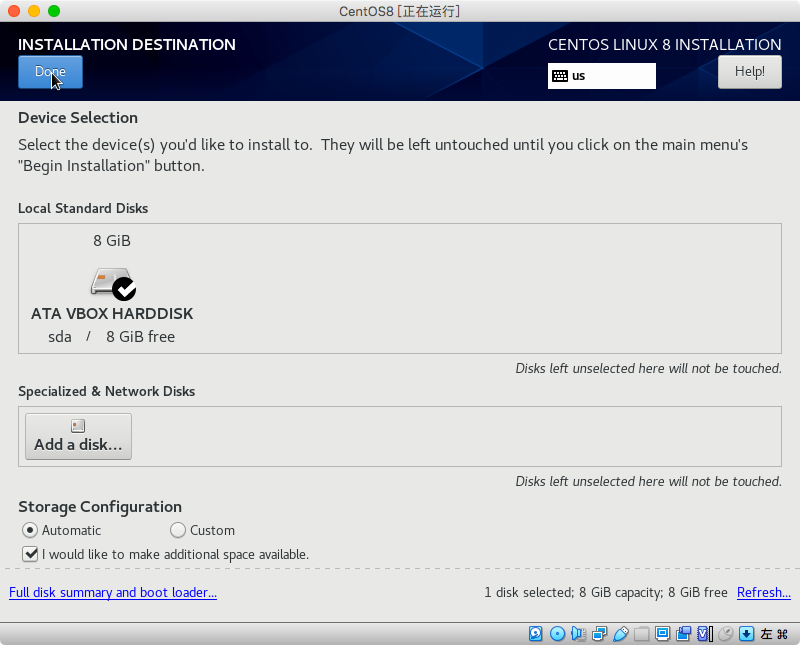 CentOS8 [正在运行]
INSTALLATION DESTINATION
CENTOS LINUX 8 INSTALLATION
Done
us
Help!
Device Selection
Select the device(s) you'd like to install to. They will be left untouched until you click on the main menu's
"Begin Installation" button.
Local Standard Disks
8 GiB
ATA VBOX HARDDISK
sda / 8 GiB free
Disks left unselected here will not be touched.
Specialized & Network Disks
Add a disk...
Disks left unselected here will not be touched.
Storage Configuration
Automatic Custom
I would like to make additional space available.
Full disk summary and boot loader... 1 disk selected; 8 GiB capacity; 8 GiB free Refresh...
左 ⌘